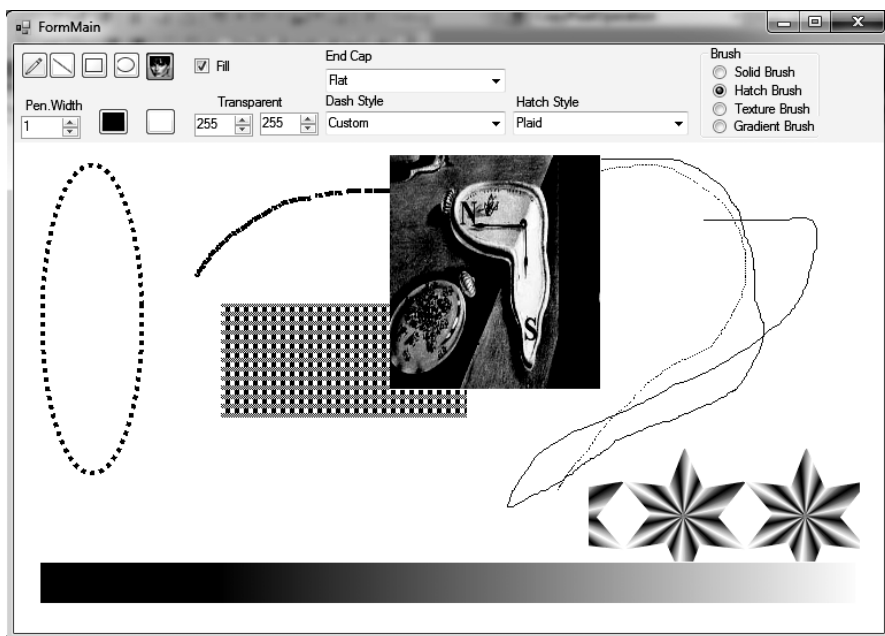 FormMain
Fill
End Cap
Flat
Brush
Solid Brush
Hatch Brush
Texture Brush
Gradient Brush
Pen.Width
1
Transparent
255
255
Dash Style
Custom
Hatch Style
Plaid
N
S